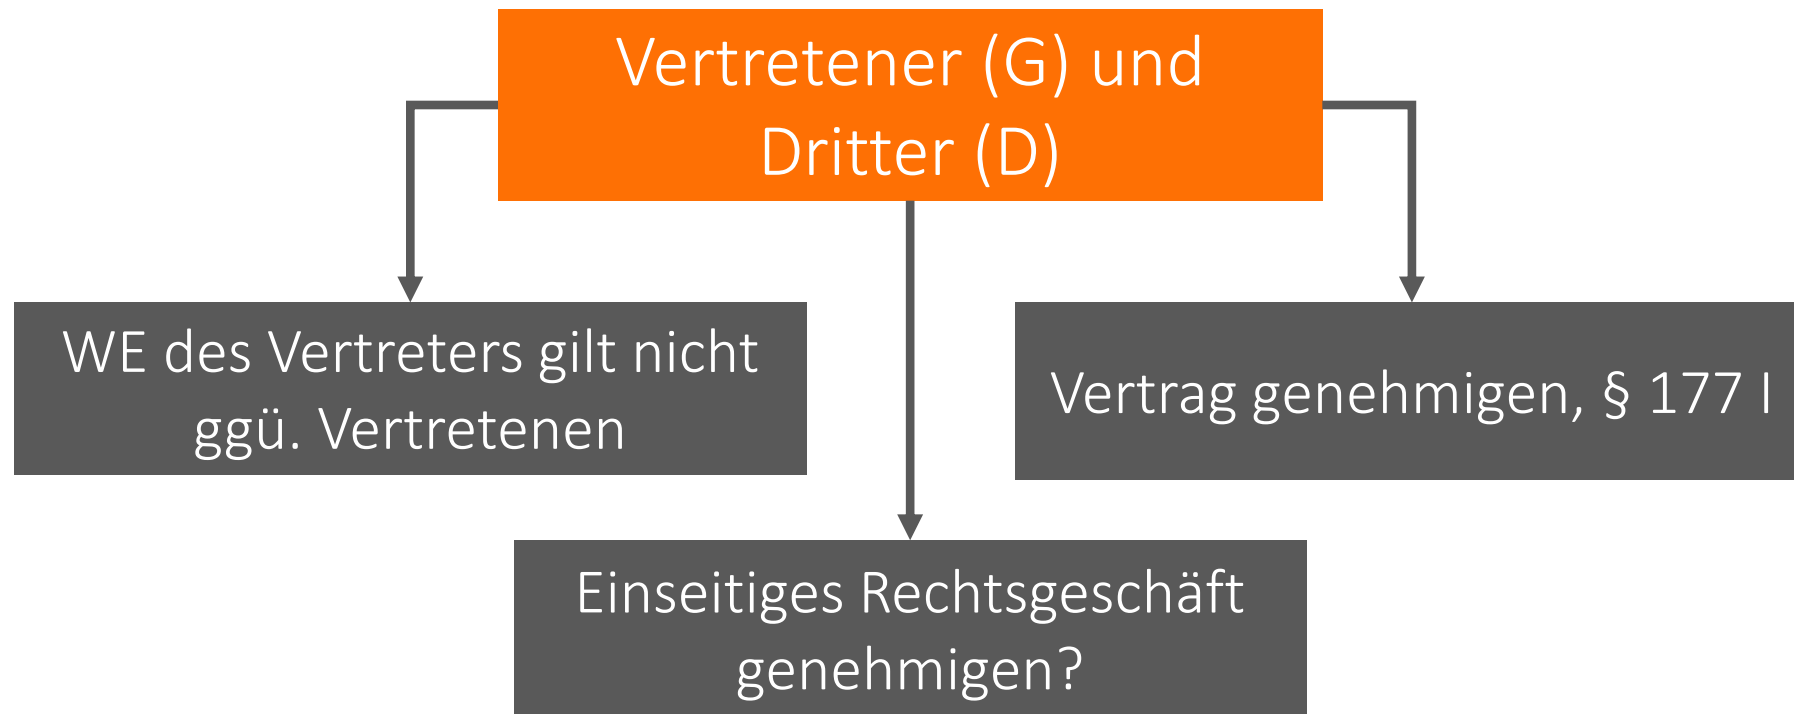 Vertretener (G) und
Dritter (D)
WE des Vertreters gilt nicht
ggü. Vertretenen
Vertrag genehmigen, § 177 I
Einseitiges Rechtsgeschäft
genehmigen?